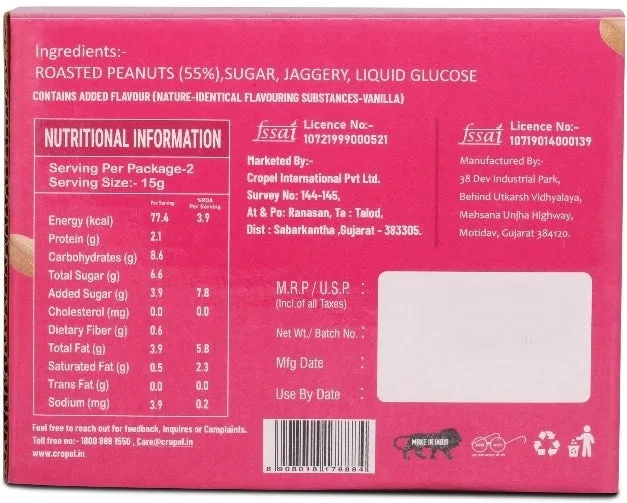 Ingredients:-
ROASTED PEANUTS (55%),SUGAR, JAGGERY, LIQUID GLUCOSE
CONTAINS ADDED FLAVOUR (NATURE-IDENTICAL FLAVOURING SUBSTANCES-VANILLA)
NUTRITIONAL INFORMATION
Serving Per Package-2
Serving Size:- 15g
Per Serving %RDA Per Serving
Energy (kcal) 77.4 3.9
Protein (g) 2.1
Carbohydrates (g) 8.6
Total Sugar (g) 6.6
Added Sugar (g) 3.9 7.8
Cholesterol (mg) 0.0 0.0
Dietary Fiber (g) 0.6
Total Fat (g) 3.9 5.8
Saturated Fat (g) 0.5 2.3
Trans Fat (g) 0.0 0.0
Sodium (mg) 3.9 0.2
Feel free to reach out for feedback, Inquires or Complaints.
Toll free no:- 1800 889 1550 , Care@cropel.in
www.cropel.in
fssai Licence No:-
10721999000521
Marketed By:-
Cropel International Pvt Ltd.
Survey No: 144-145,
At & Po: Ranasan, Ta : Talod,
Dist : Sabarkantha ,Gujarat - 383305.
fssai Licence No:-
10719014000139
Manufactured By:-
38 Dev Industrial Park,
Behind Utkarsh Vidhyalaya,
Mehsana Unjha Highway,
Motidav, Gujarat 384120.
M.R.P / U.S.P. :
(Incl.of all Taxes)
Net Wt./ Batch No. :
Mfg Date :
Use By Date :
8 908018 178884
MAKE IN INDIA